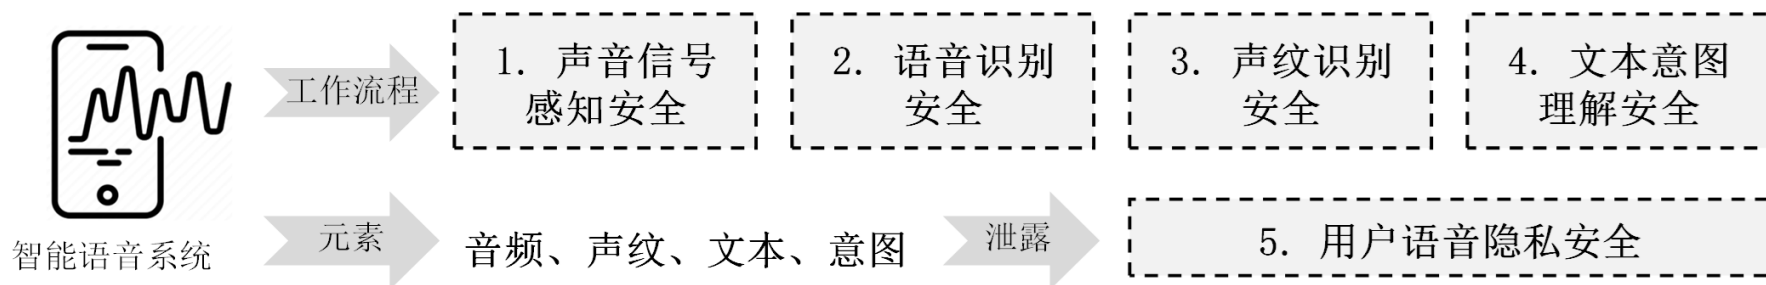 工作流程
1. 声音信号
感知安全
2. 语音识别
安全
3. 声纹识别
安全
4. 文本意图
理解安全
智能语音系统
元素
音频、声纹、文本、意图
泄露
5. 用户语音隐私安全